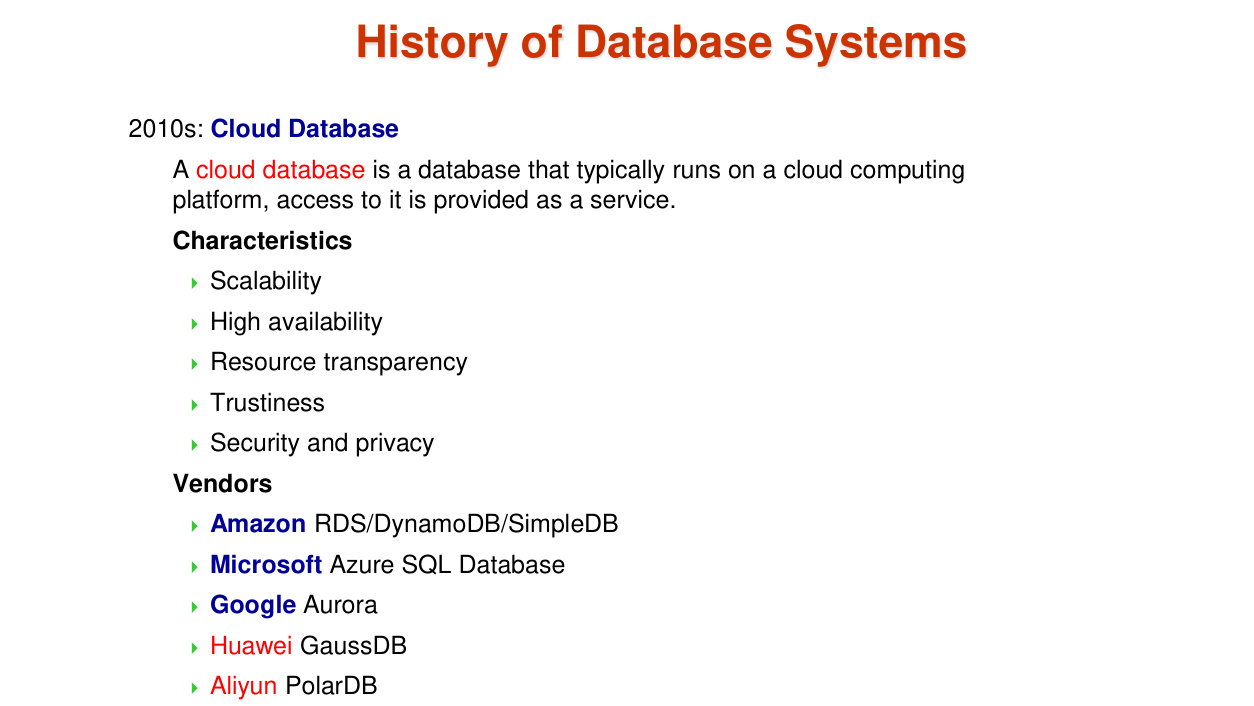 History of Database Systems
2010s: Cloud Database
A cloud database is a database that typically runs on a cloud computing
platform, access to it is provided as a service.
Characteristics
Scalability
High availability
Resource transparency
Trustiness
Security and privacy
Vendors
Amazon RDS/DynamoDB/SimpleDB
Microsoft Azure SQL Database
Google Aurora
Huawei GaussDB
Aliyun PolarDB